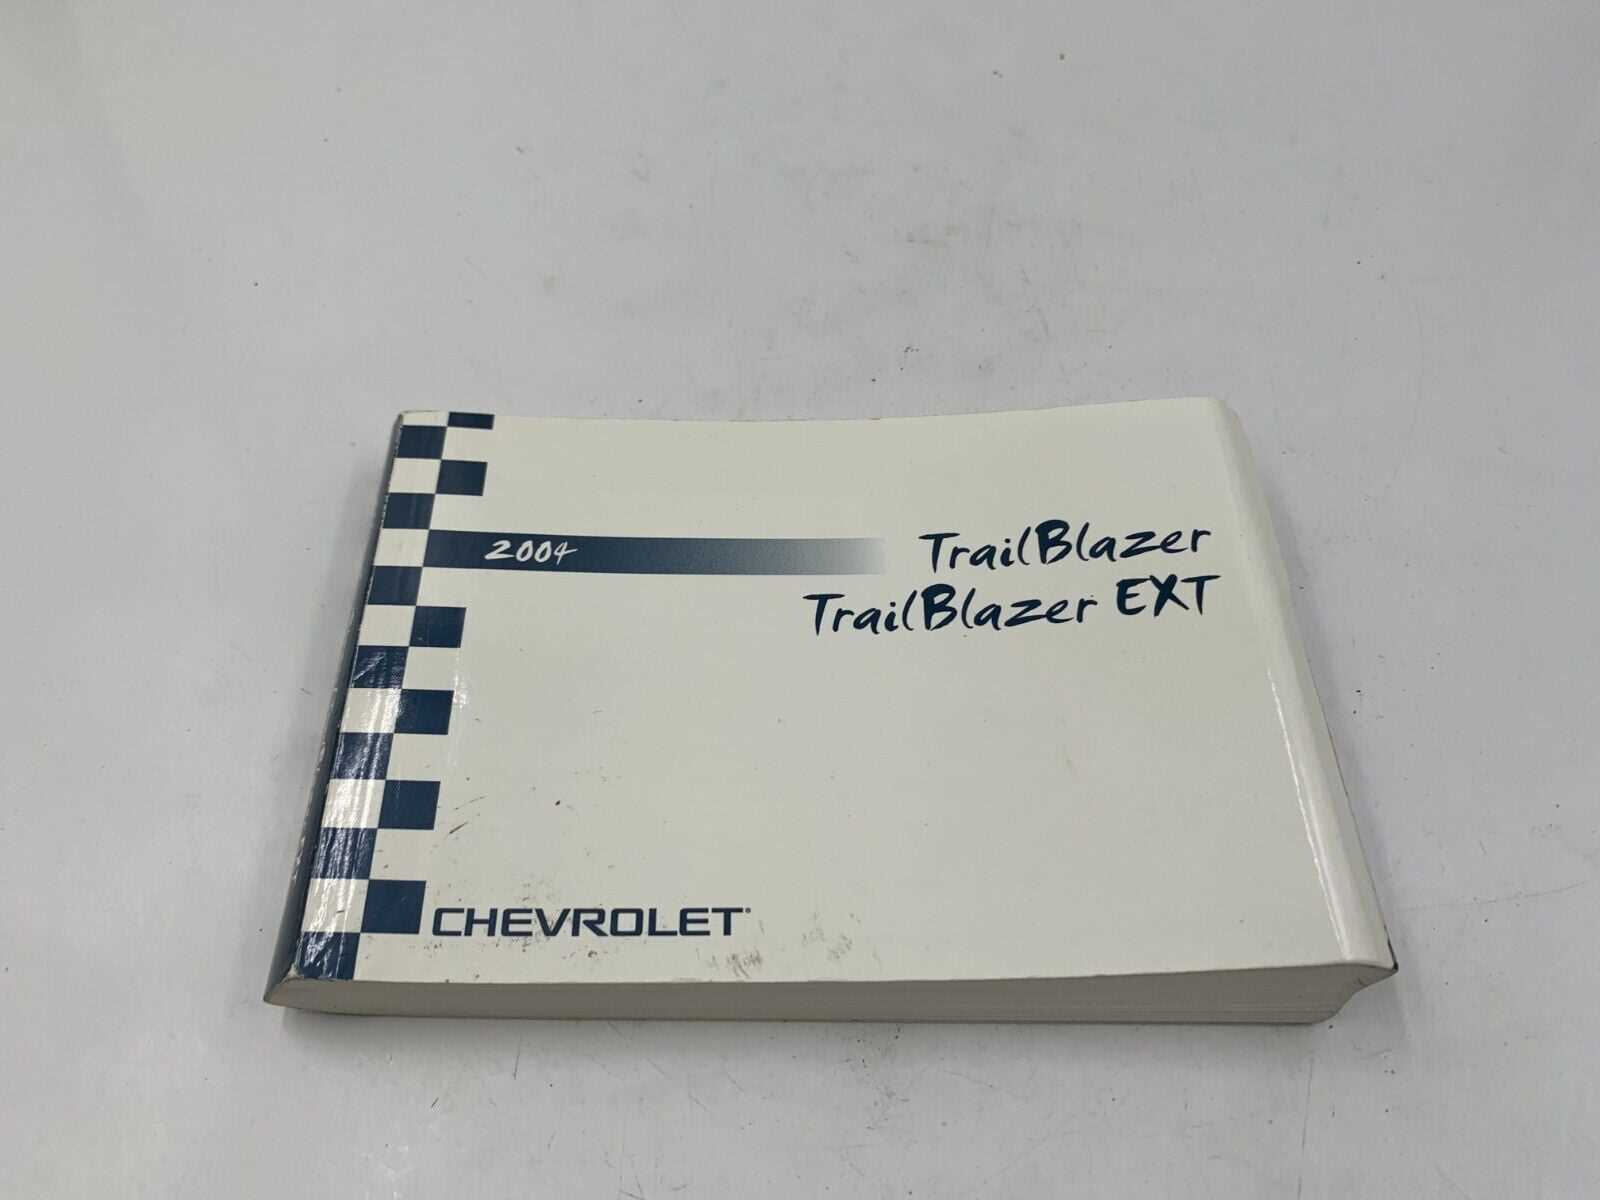 2004
TrailBlazer
TrailBlazer EXT
CHEVROLET